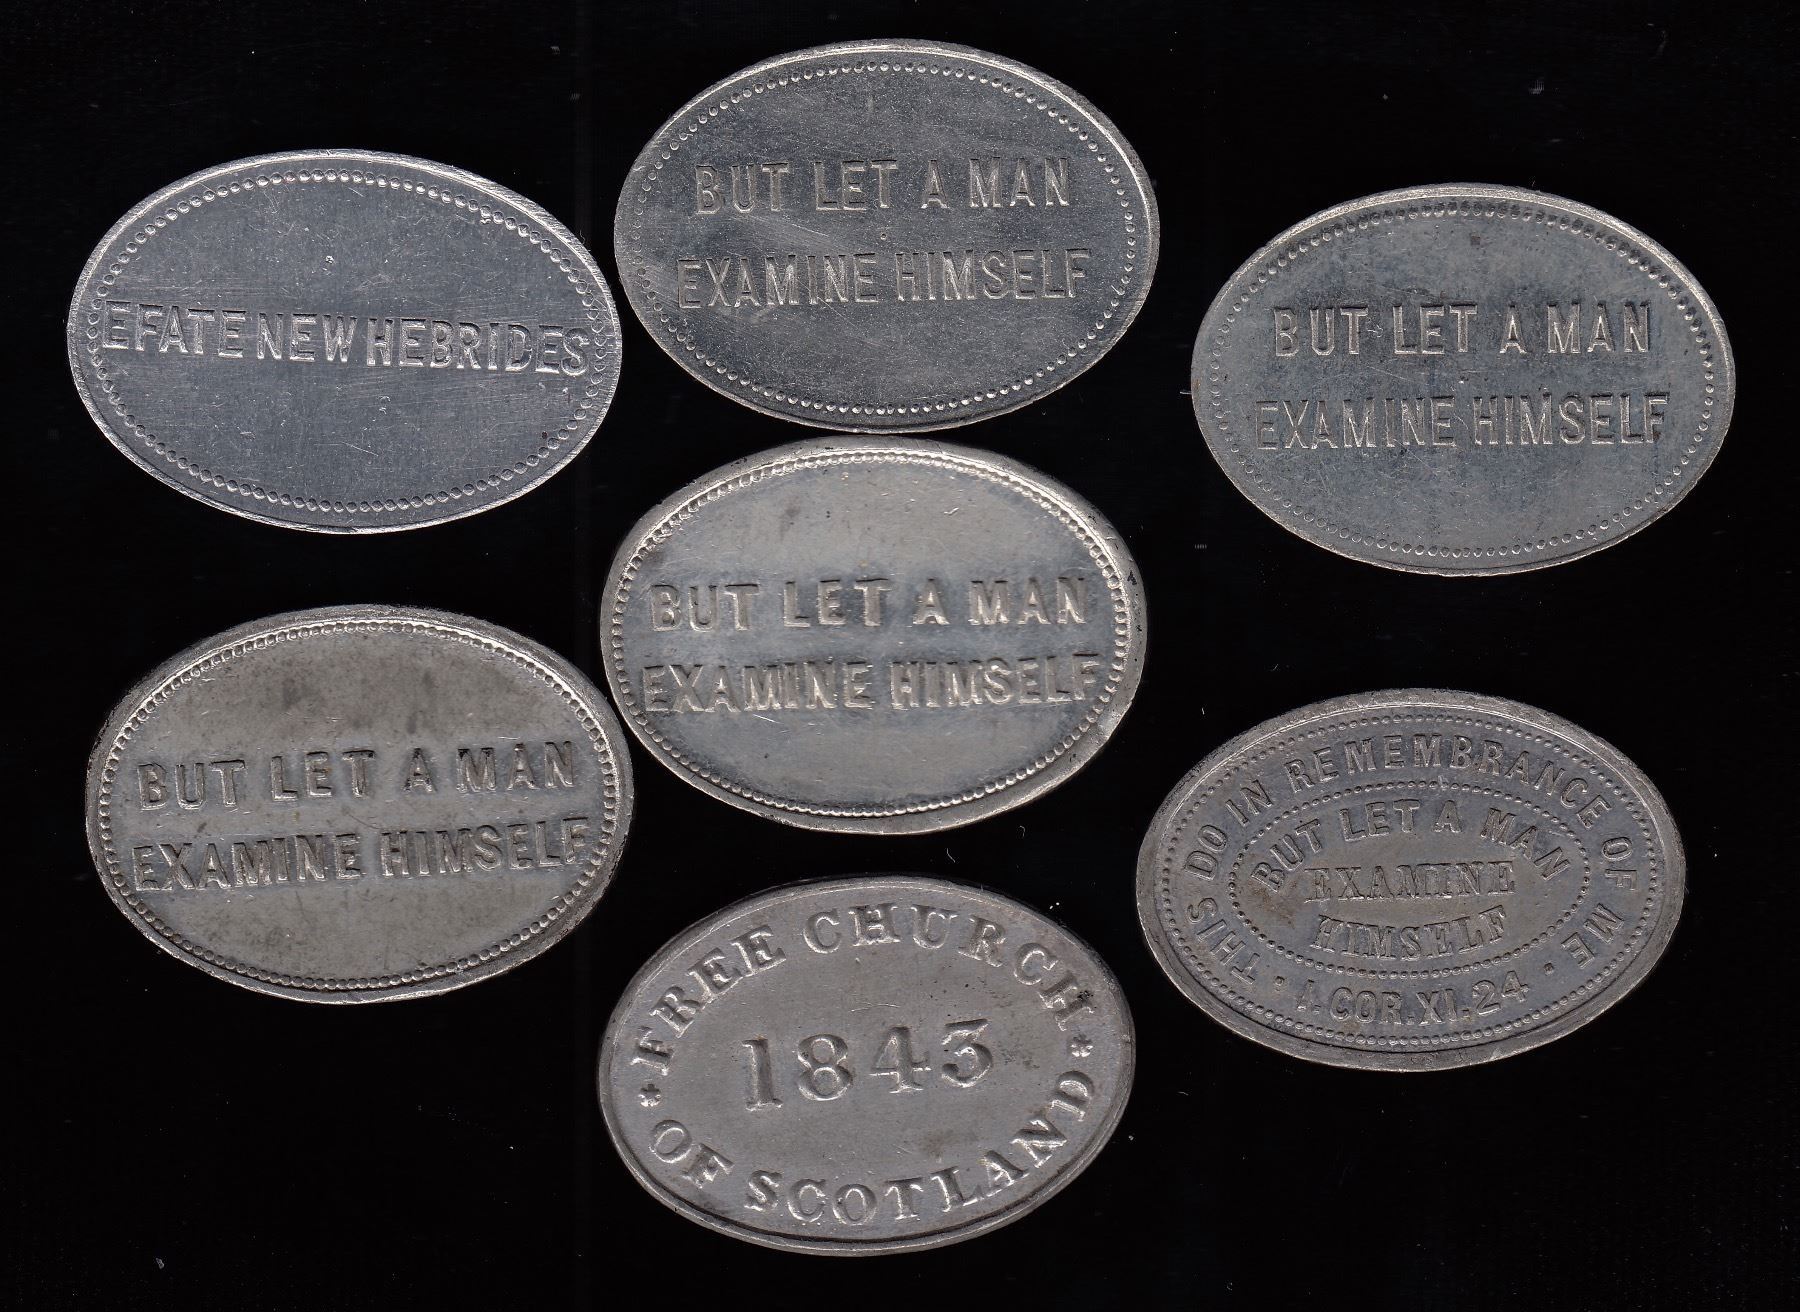 EFATE NEW HEBRIDES
BUT LET A MAN
EXAMINE HIMSELF
BUT LET A MAN
EXAMINE HIMSELF
BUT LET A MAN
EXAMINE HIMSELF
BUT LET A MAN
EXAMINE HIMSELF
FREE CHURCH
1843
OF SCOTLAND
THIS DO IN REMEMBRANCE OF ME
BUT LET A MAN
EXAMINE
HIMSELF
1. COR. XI. 24